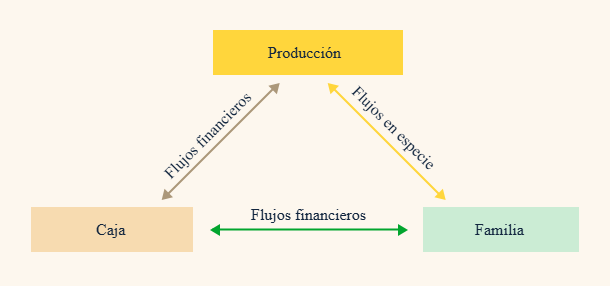 Producción
Flujos financieros
Flujos en especie
Flujos financieros
Caja
Familia